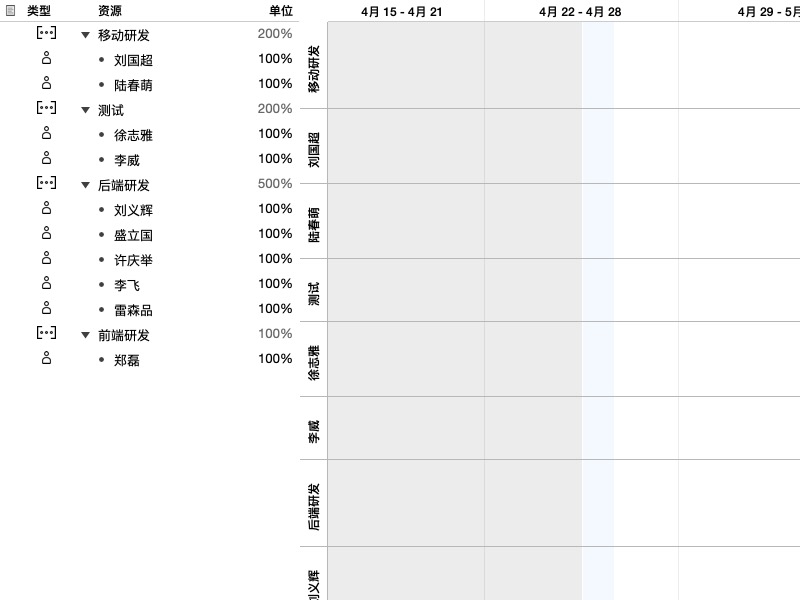 类型 资源 单位 4月 15 - 4月 21 4月 22 - 4月 28 4月 29 - 5月
移动研发 200%
刘国超 100%
陆春萌 100%
测试 200%
徐志雅 100%
李威 100%
后端研发 500%
刘义辉 100%
盛立国 100%
许庆举 100%
李飞 100%
雷森品 100%
前端研发 100%
郑磊 100%
移动研发
刘国超
陆春萌
测试
徐志雅
李威
后端研发
刘义辉